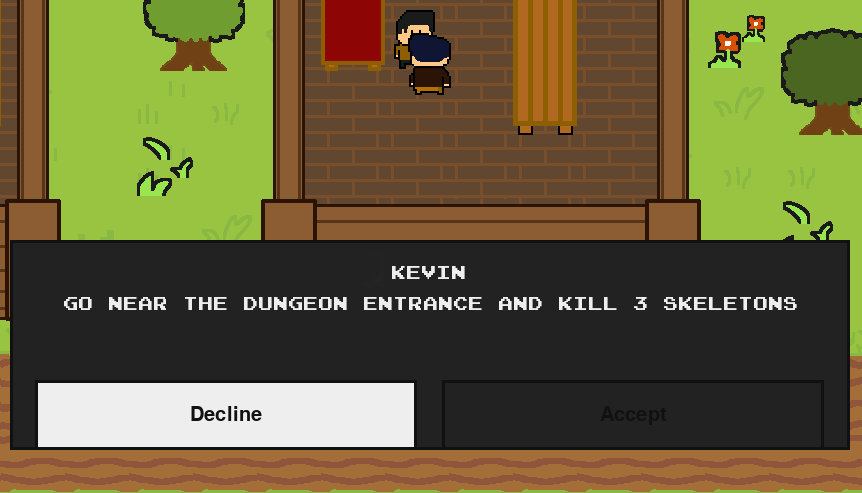 KEVIN
GO NEAR THE DUNGEON ENTRANCE AND KILL 3 SKELETONS
Decline
Accept